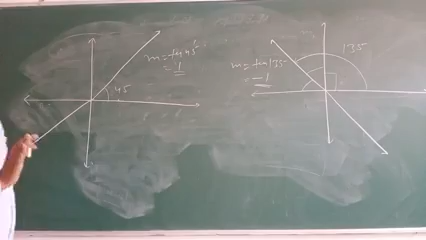 m = tan 45°
= 1
45
135
m = tan 135
= -1